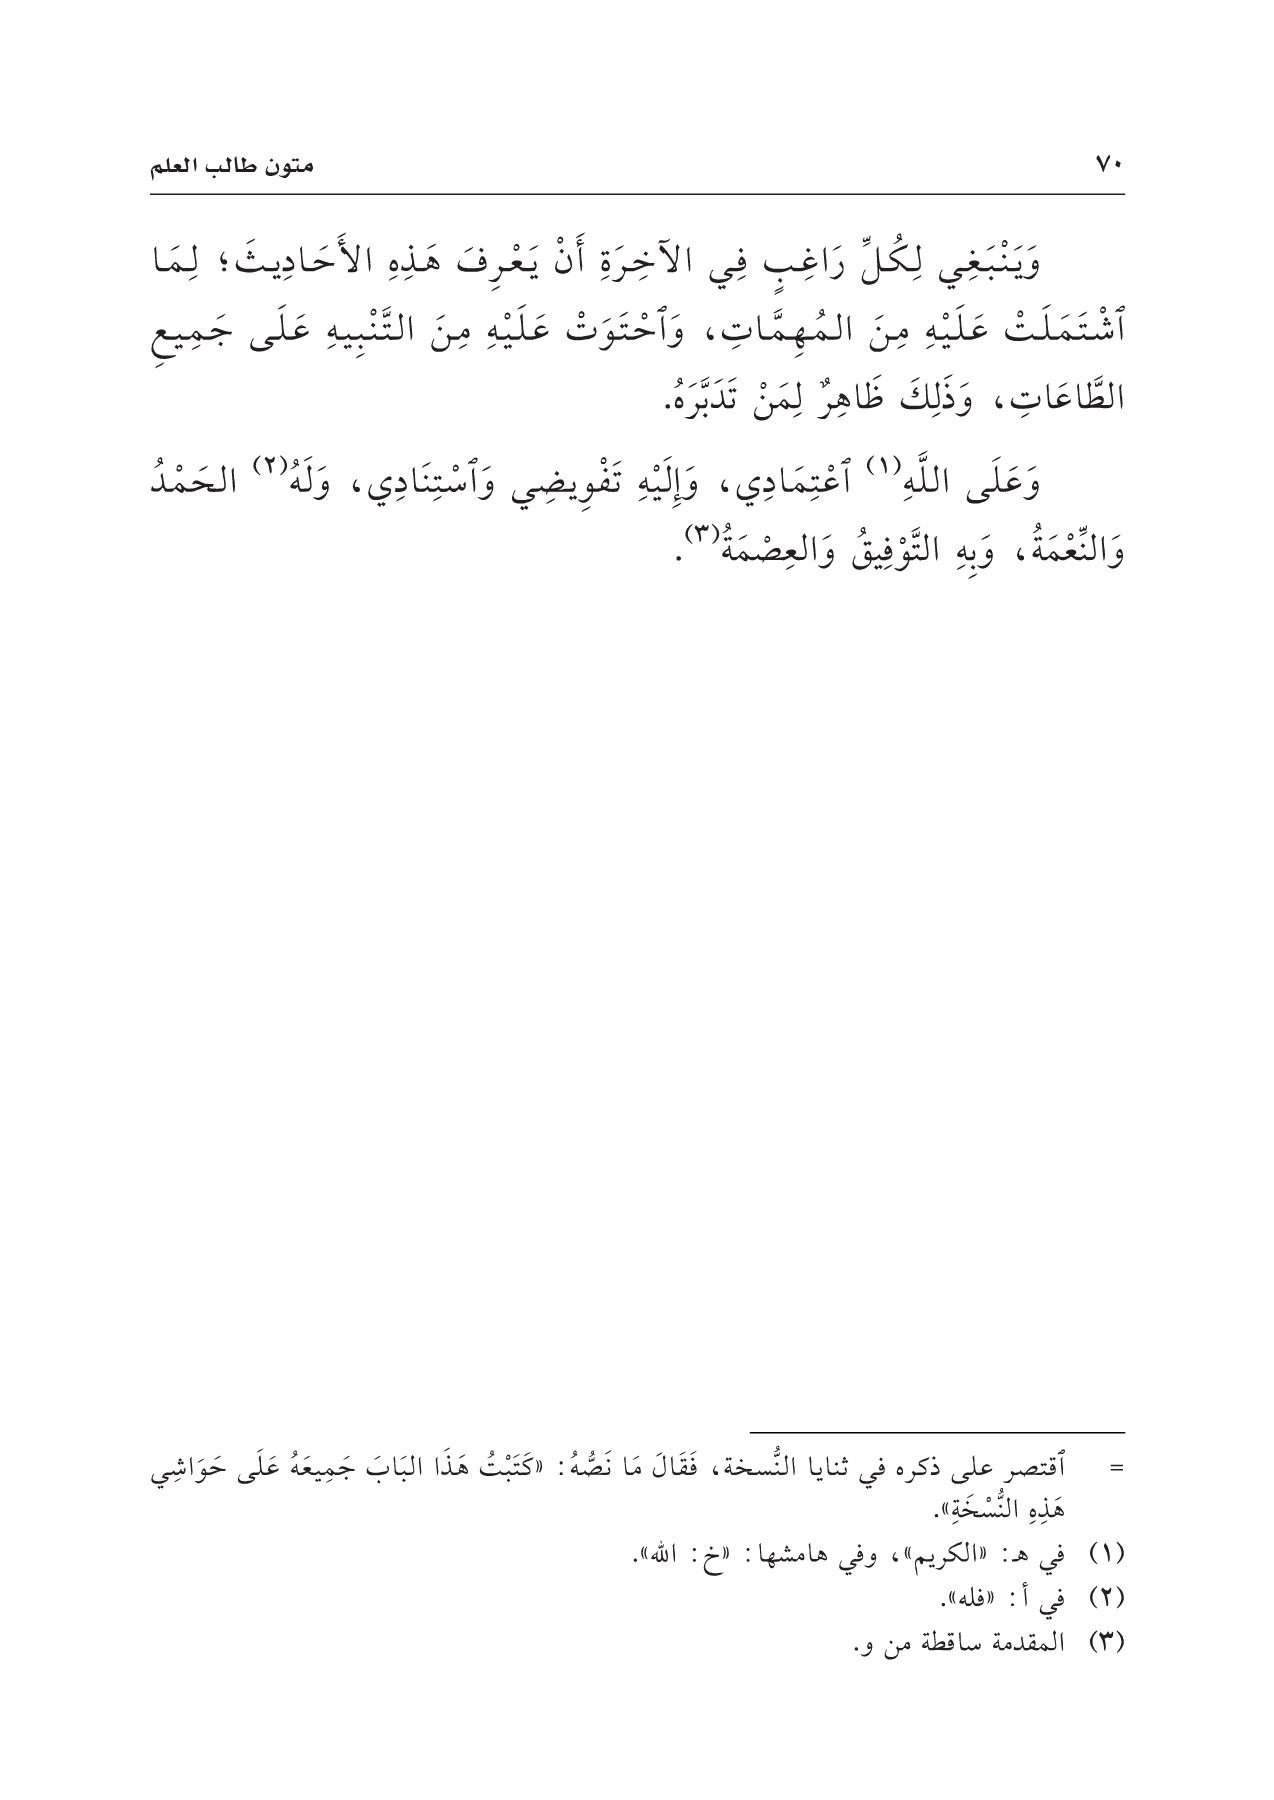 ٧٠ متون طالب العلم
وَيَنْبَغِي لِكُلِّ رَاغِبٍ فِي الآخِرَةِ أَنْ يَعْرِفَ هَذِهِ الأَحَادِيثَ؛ لِمَا
ٱشْتَمَلَتْ عَلَيْهِ مِنَ المُهِمَّاتِ، وَٱحْتَوَتْ عَلَيْهِ مِنَ التَّنْبِيهِ عَلَى جَمِيعِ
الطَّاعَاتِ، وَذَلِكَ ظَاهِرٌ لِمَنْ تَدَبَّرَهُ.
وَعَلَى اللَّهِ(١) ٱعْتِمَادِي، وَإِلَيْهِ تَفْوِيضِي وَٱسْتِنَادِي، وَلَهُ(٢) الحَمْدُ
وَالنِّعْمَةُ، وَبِهِ التَّوْفِيقُ وَالعِصْمَةُ(٣).
= ٱقتصر على ذكره في ثنايا النُّسخة، فَقَالَ مَا نَصُّهُ: «كَتَبْتُ هَذَا البَابَ جَمِيعَهُ عَلَى حَوَاشِي
هَذِهِ النُّسْخَةِ».
(١) في هـ: «الكريم»، وفي هامشها: «خ: الله».
(٢) في أ: «فله».
(٣) المقدمة ساقطة من و.